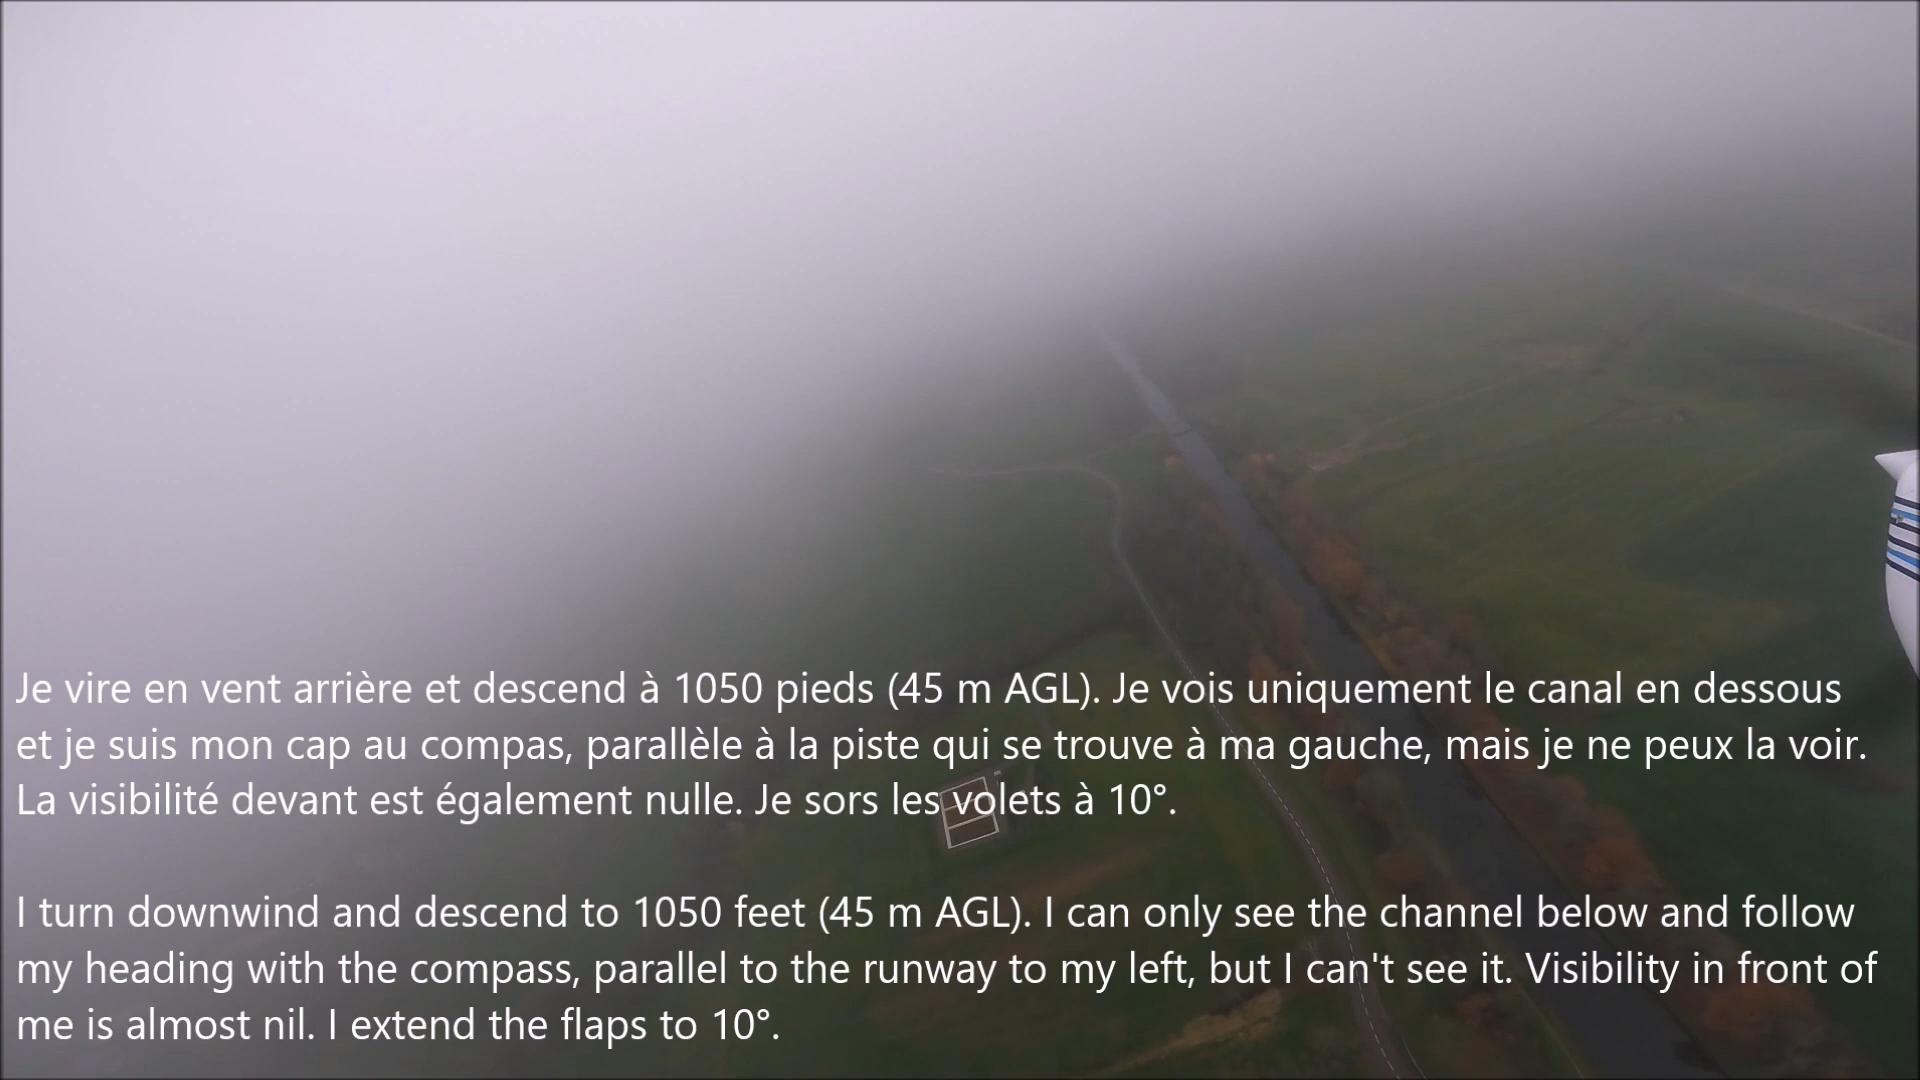 Je vire en vent arrière et descend à 1050 pieds (45 m AGL). Je vois uniquement le canal en dessous
et je suis mon cap au compas, parallèle à la piste qui se trouve à ma gauche, mais je ne peux la voir.
La visibilité devant est également nulle. Je sors les volets à 10°.
I turn downwind and descend to 1050 feet (45 m AGL). I can only see the channel below and follow
my heading with the compass, parallel to the runway to my left, but I can't see it. Visibility in front of
me is almost nil. I extend the flaps to 10°.